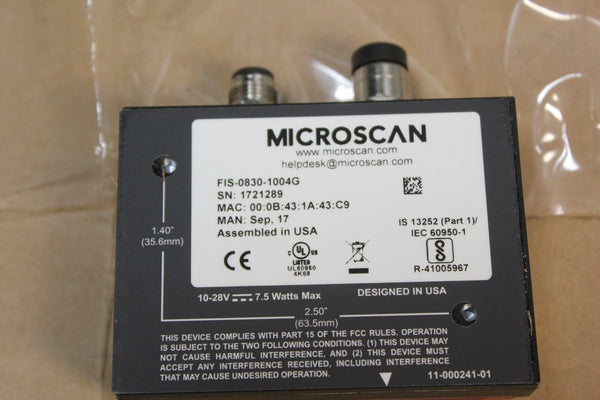 MICROSCAN
www.microscan.com
helpdesk@microscan.com
FIS-0830-1004G
SN: 1721289
MAC: 00:0B:43:1A:43:C9
MAN: Sep. 17
Assembled in USA
IS 13252 (Part 1)/
IEC 60950-1
R-41005967
CE
C UL US
LISTED
UL60950
4K68
1.40"
(35.6mm)
10-28V 7.5 Watts Max
DESIGNED IN USA
2.50"
(63.5mm)
THIS DEVICE COMPLIES WITH PART 15 OF THE FCC RULES. OPERATION
IS SUBJECT TO THE TWO FOLLOWING CONDITIONS. (1) THIS DEVICE MAY
NOT CAUSE HARMFUL INTERFERENCE, AND (2) THIS DEVICE MUST
ACCEPT ANY INTERFERENCE RECEIVED, INCLUDING INTERFERENCE
THAT MAY CAUSE UNDESIRED OPERATION.
11-000241-01